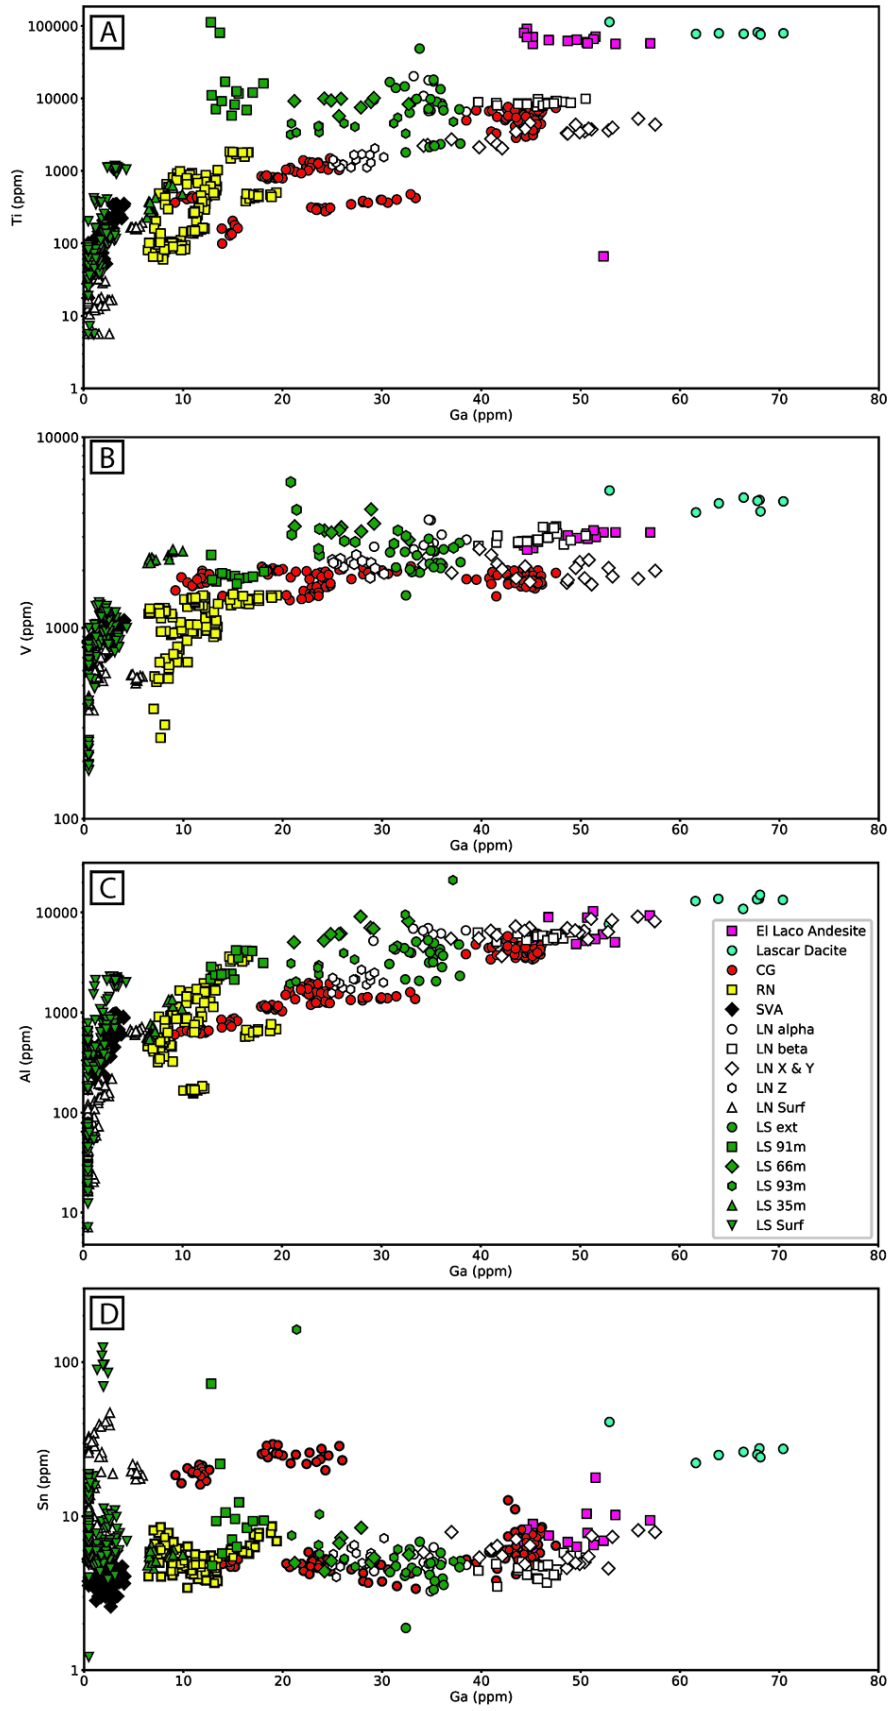 A
100000
10000
1000
100
10
1
Ti (ppm)
0 10 20 30 40 50 60 70 80
Ga (ppm)
B
10000
1000
100
V (ppm)
0 10 20 30 40 50 60 70 80
Ga (ppm)
C
10000
1000
100
10
Al (ppm)
El Laco Andesite
Lascar Dacite
CG
RN
SVA
LN alpha
LN beta
LN X & Y
LN Z
LN Surf
LS ext
LS 91m
LS 66m
LS 93m
LS 35m
LS Surf
0 10 20 30 40 50 60 70 80
Ga (ppm)
D
100
10
1
Sn (ppm)
0 10 20 30 40 50 60 70 80
Ga (ppm)